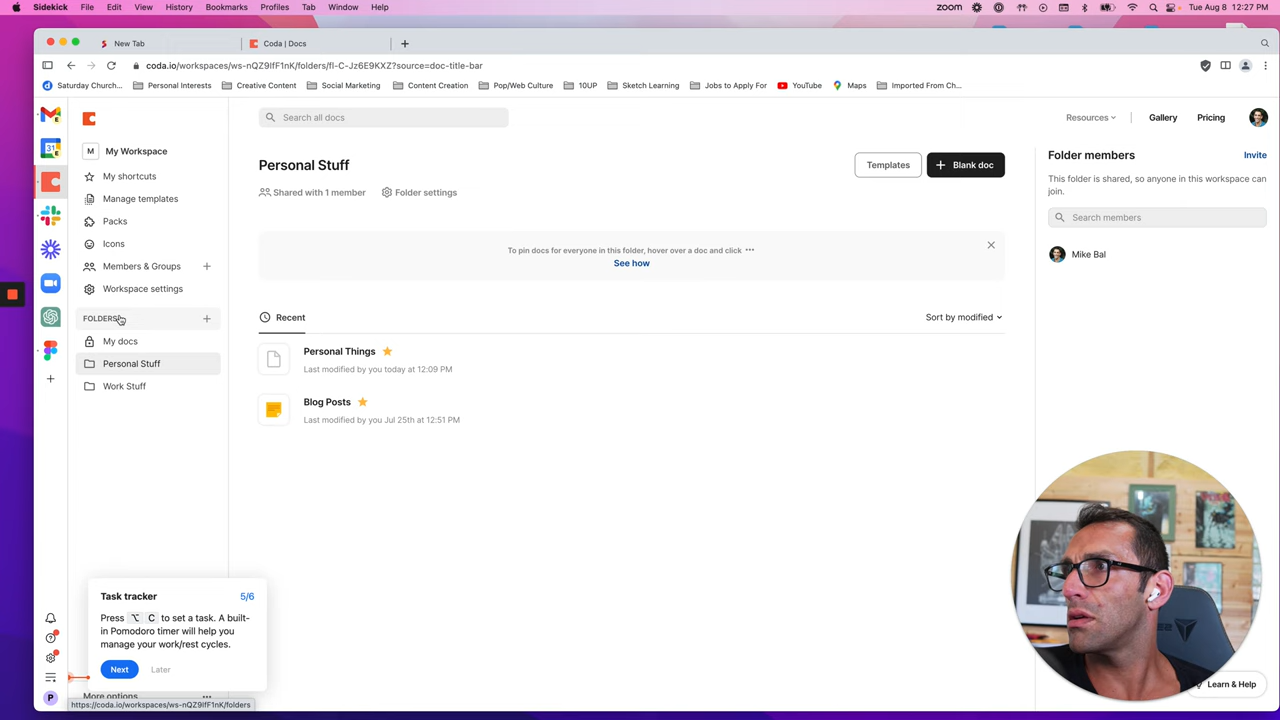 Sidekick File Edit View History Bookmarks Profiles Tab Window Help
zoom Tue Aug 8 12:27 PM
New Tab
Coda | Docs
coda.io/workspaces/ws-nQZ9IfF1nK/folders/fl-C-Jz6E9KXZ?source=doc-title-bar
Saturday Church... Personal Interests Creative Content Social Marketing Content Creation Pop/Web Culture 10UP Sketch Learning Jobs to Apply For YouTube Maps Imported From Ch...
Search all docs
Resources
Gallery
Pricing
M My Workspace
My shortcuts
Manage templates
Packs
Icons
Members & Groups
Workspace settings
FOLDERS
My docs
Personal Stuff
Work Stuff
31
Personal Stuff
Templates
Blank doc
Shared with 1 member
Folder settings
To pin docs for everyone in this folder, hover over a doc and click
See how
Recent
Sort by modified
Personal Things
Last modified by you today at 12:09 PM
Blog Posts
Last modified by you Jul 25th at 12:51 PM
Folder members
Invite
This folder is shared, so anyone in this workspace can
join.
Search members
Mike Bal
Task tracker 5/6
Press ⌥ C to set a task. A built-
in Pomodoro timer will help you
manage your work/rest cycles.
Next
Later
P
More options
https://coda.io/workspaces/ws-nQZ9IfF1nK/folders
Learn & Help